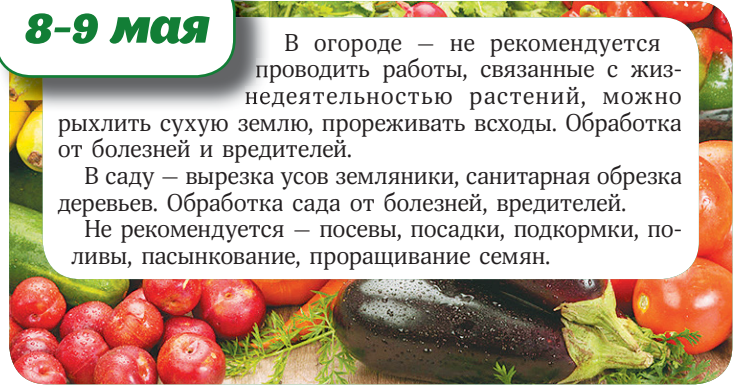 8-9 мая
В огороде — не рекомендуется
проводить работы, связанные с жиз-
недеятельностью растений, можно
рыхлить сухую землю, прореживать всходы. Обработка
от болезней и вредителей.
В саду — вырезка усов земляники, санитарная обрезка
деревьев. Обработка сада от болезней, вредителей.
Не рекомендуется — посевы, посадки, подкормки, по-
ливы, пасынкование, проращивание семян.